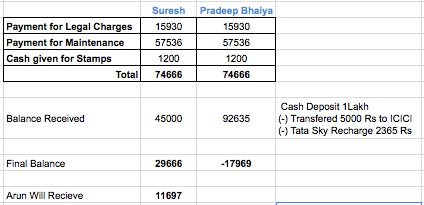 Suresh Pradeep Bhaiya
Payment for Legal Charges 15930 15930
Payment for Maintenance 57536 57536
Cash given for Stamps 1200 1200
Total 74666 74666
Cash Deposit 1Lakh
Balance Received 45000 92635 (-) Transfered 5000 Rs to ICICI
(-) Tata Sky Recharge 2365 Rs
Final Balance 29666 -17969
Arun Will Recieve 11697